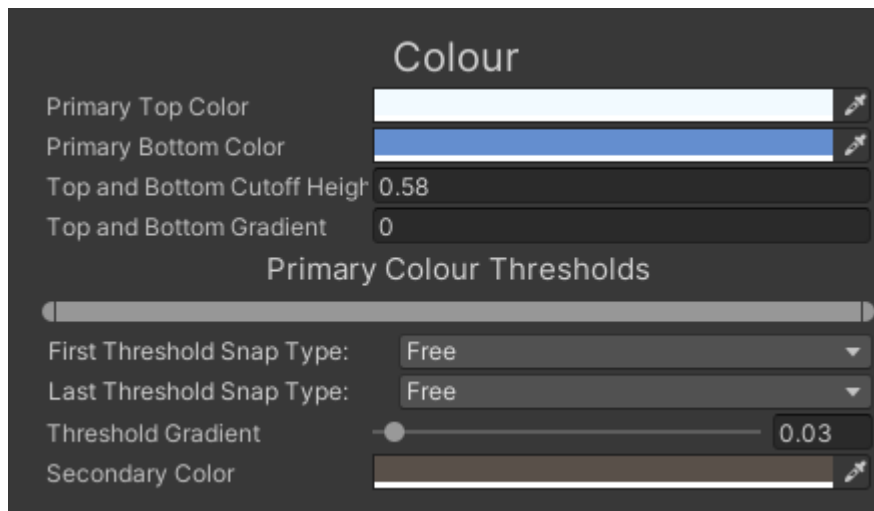 Colour
Primary Top Color
Primary Bottom Color
Top and Bottom Cutoff Heigh 0.58
Top and Bottom Gradient 0
Primary Colour Thresholds
First Threshold Snap Type: Free
Last Threshold Snap Type: Free
Threshold Gradient 0.03
Secondary Color